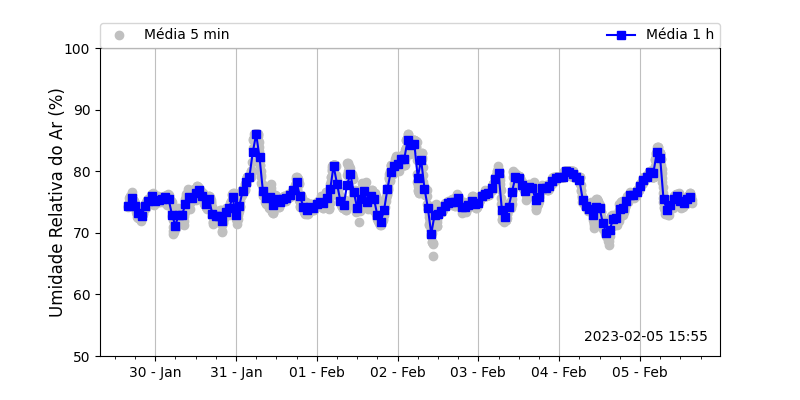 Média 5 min
Média 1 h
Umidade Relativa do Ar (%)
100
90
80
70
60
50
2023-02-05 15:55
30 - Jan
31 - Jan
01 - Feb
02 - Feb
03 - Feb
04 - Feb
05 - Feb